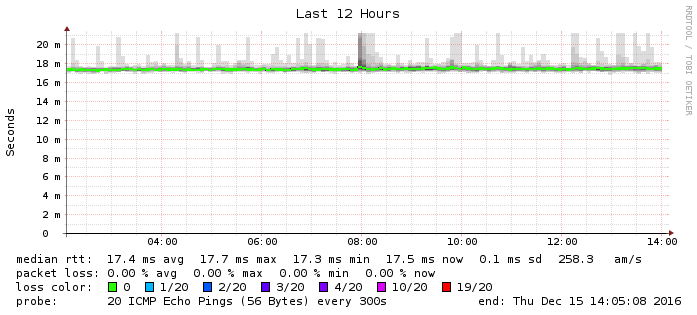 Last 12 Hours
RRDTOOL / TOBI OETIKER
Seconds
20 m
18 m
16 m
14 m
12 m
10 m
8 m
6 m
4 m
2 m
0
04:00 06:00 08:00 10:00 12:00 14:00
median rtt: 17.4 ms avg 17.7 ms max 17.3 ms min 17.5 ms now 0.1 ms sd 258.3 am/s
packet loss: 0.00 % avg 0.00 % max 0.00 % min 0.00 % now
loss color: 0 1/20 2/20 3/20 4/20 10/20 19/20
probe: 20 ICMP Echo Pings (56 Bytes) every 300s end: Thu Dec 15 14:05:08 2016